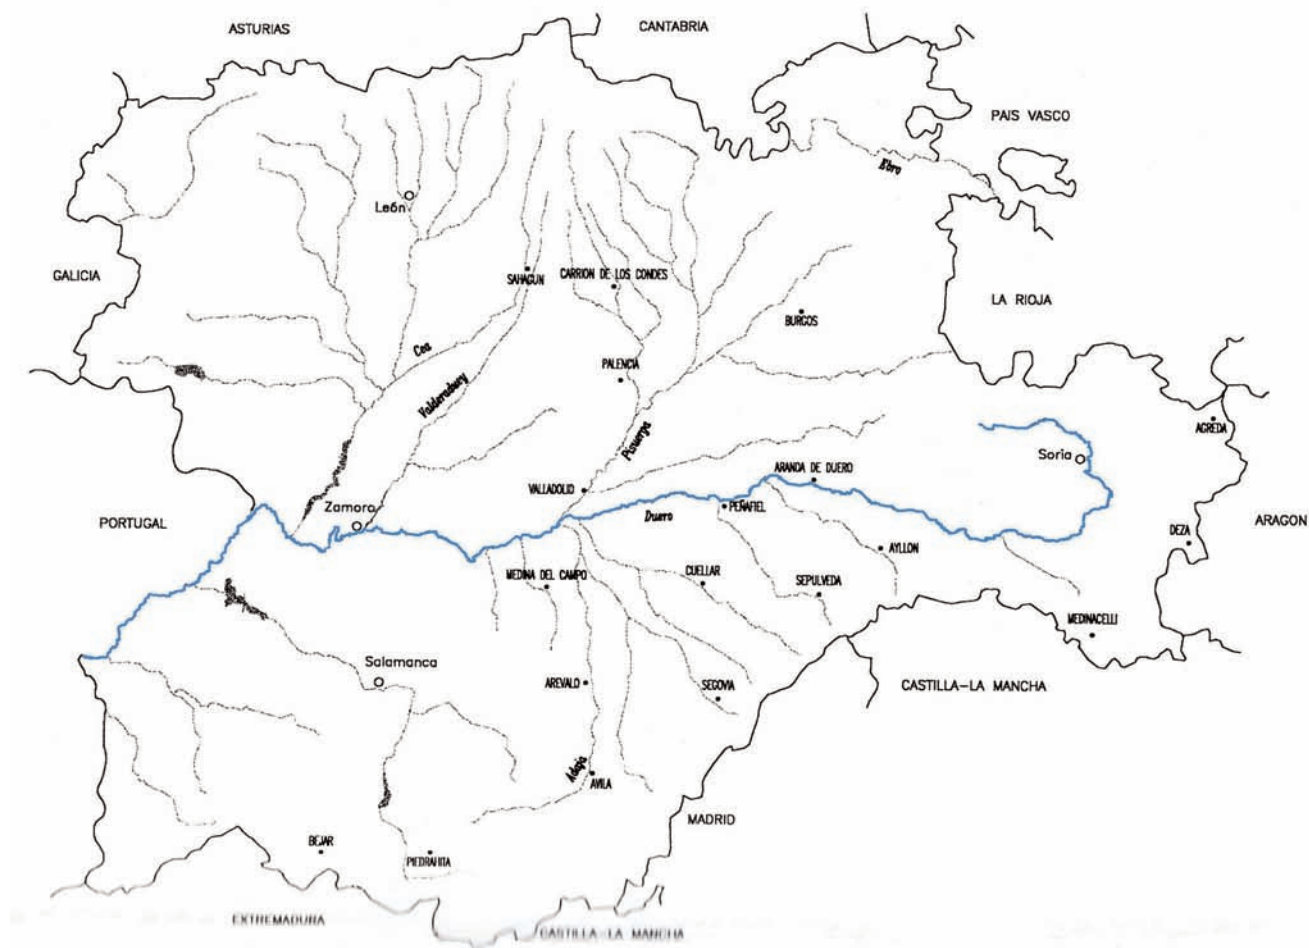 ASTURIAS
CANTABRIA
PAIS VASCO
Ebro
León
GALICIA
SAHAGUN
CARRION DE LOS CONDES
LA RIOJA
BURGOS
Cea
PALENCIA
Valderaduey
AGREDA
Pisuerga
Soria
ARANDA DE DUERO
VALLADOLID
PEÑAFIEL
Zamora
Duero
PORTUGAL
ARAGON
DEZA
AYLLON
MEDINA DEL CAMPO
CUELLAR
SEPULVEDA
MEDINACELLI
Salamanca
AREVALO
SEGOVIA
CASTILLA-LA MANCHA
Adaja
AVILA
MADRID
BEJAR
PIEDRAHITA
EXTREMADURA
CASTILLA-LA MANCHA